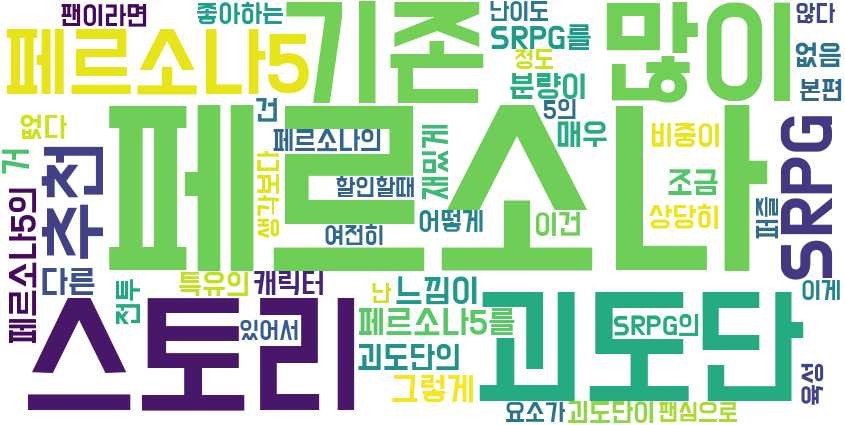 팬이라면
좋아하는
기존
많이
난이도
않다
페르소나5
SRPG를
정도
없음
분량이
본편
없다
건
페르소나
5의
매우
비중이
SRPG
페르소나의
재밌게
거
추천
생각보다
할인할때
조금
퍼즐
페르소나5의
어떻게
이건
상당히
여전히
다른
전투
특유의
캐릭터
난
느낌이
이게
스토리
괴도단
있어서
페르소나5를
SRPG의
괴도단의
그렇게
육성
요소가
괴도단이
팬심으로